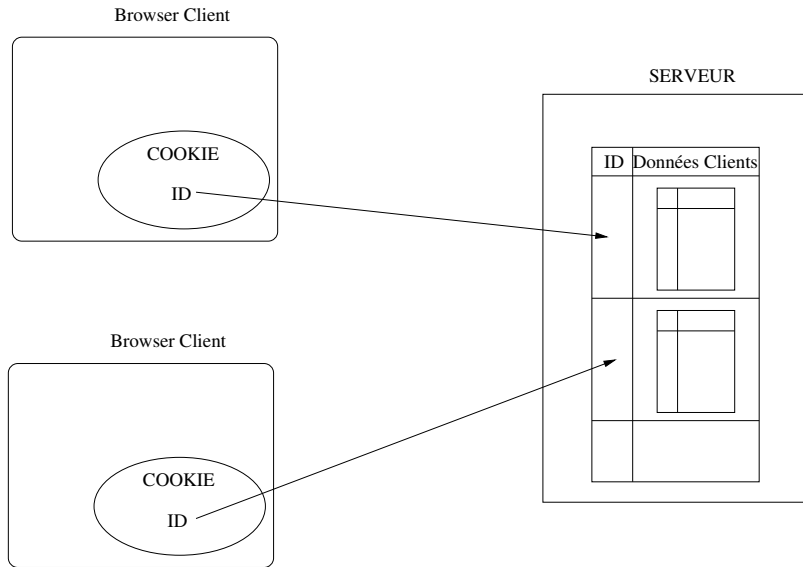 Browser Client
COOKIE
ID
SERVEUR
ID Données Clients
Browser Client
COOKIE
ID